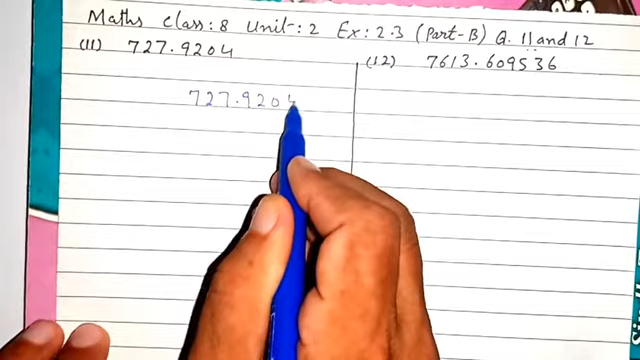 Maths Class: 8 Unit: 2 Ex: 2.3 (Part-B) Q. 11 and 12
(11) 727.9204
(12) 7613.609536
727.9204